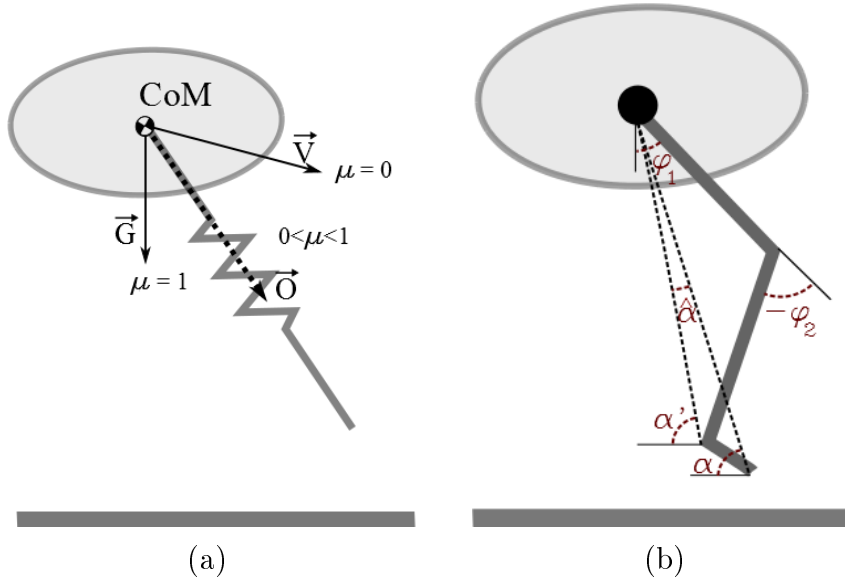 CoM
V⃗
μ = 0
G⃗
0<μ<1
μ = 1
O⃗
φ₁
α̂
−φ₂
α'
α
(a)
(b)